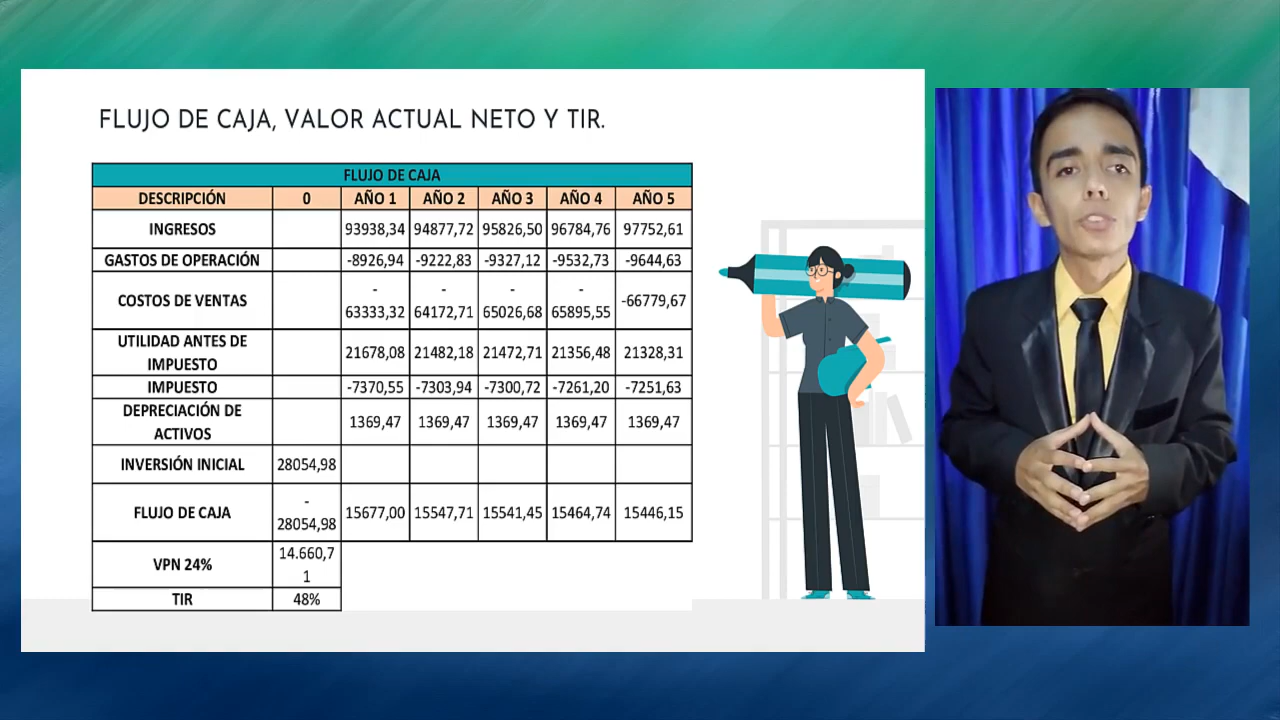 FLUJO DE CAJA, VALOR ACTUAL NETO Y TIR.
FLUJO DE CAJA
DESCRIPCIÓN 0 AÑO 1 AÑO 2 AÑO 3 AÑO 4 AÑO 5
INGRESOS 93938,34 94877,72 95826,50 96784,76 97752,61
GASTOS DE OPERACIÓN -8926,94 -9222,83 -9327,12 -9532,73 -9644,63
COSTOS DE VENTAS -63333,32 -64172,71 -65026,68 -65895,55 -66779,67
UTILIDAD ANTES DE
IMPUESTO 21678,08 21482,18 21472,71 21356,48 21328,31
IMPUESTO -7370,55 -7303,94 -7300,72 -7261,20 -7251,63
DEPRECIACIÓN DE
ACTIVOS 1369,47 1369,47 1369,47 1369,47 1369,47
INVERSIÓN INICIAL 28054,98
FLUJO DE CAJA -28054,98 15677,00 15547,71 15541,45 15464,74 15446,15
VPN 24% 14.660,71
TIR 48%